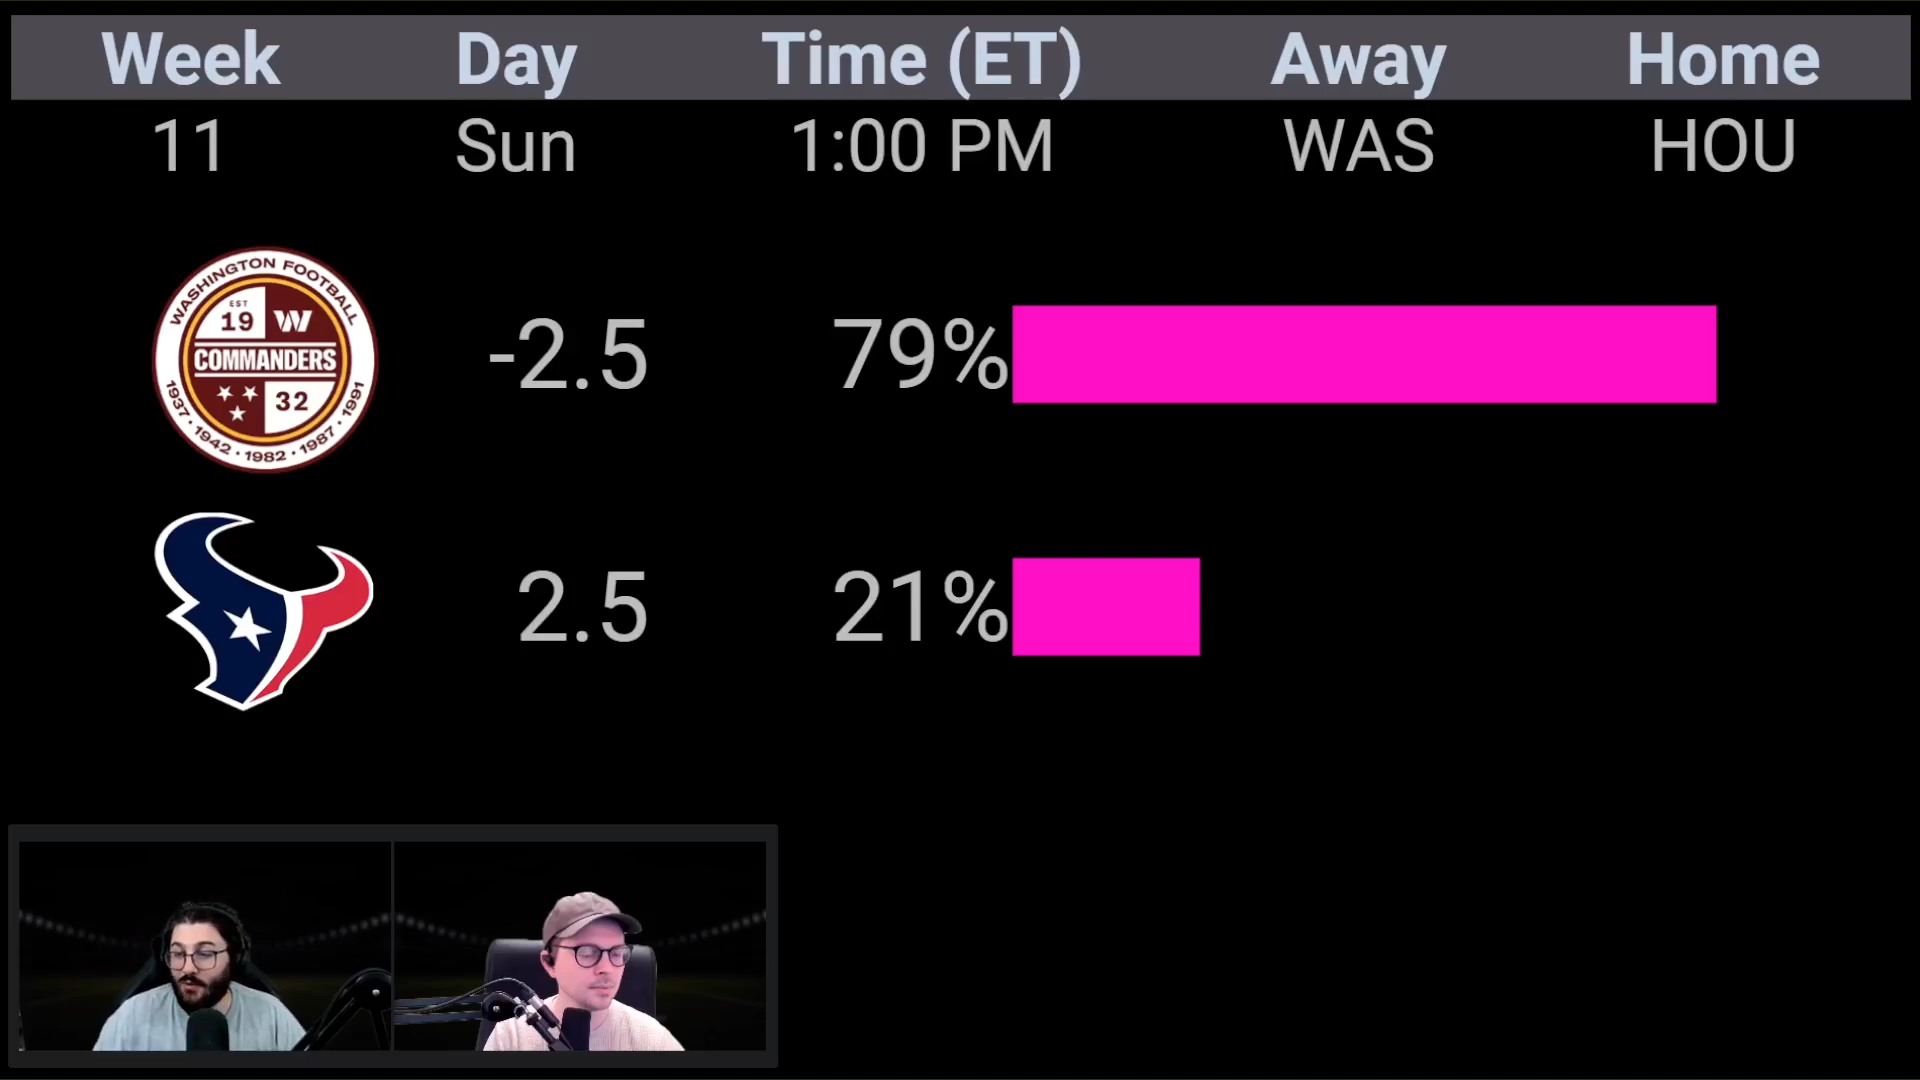 Week Day Time (ET) Away Home
11 Sun 1:00 PM WAS HOU
WASHINGTON FOOTBALL
EST
19 W
COMMANDERS
32
1937 • 1942 • 1982 • 1987 • 1991
-2.5 79%
2.5 21%